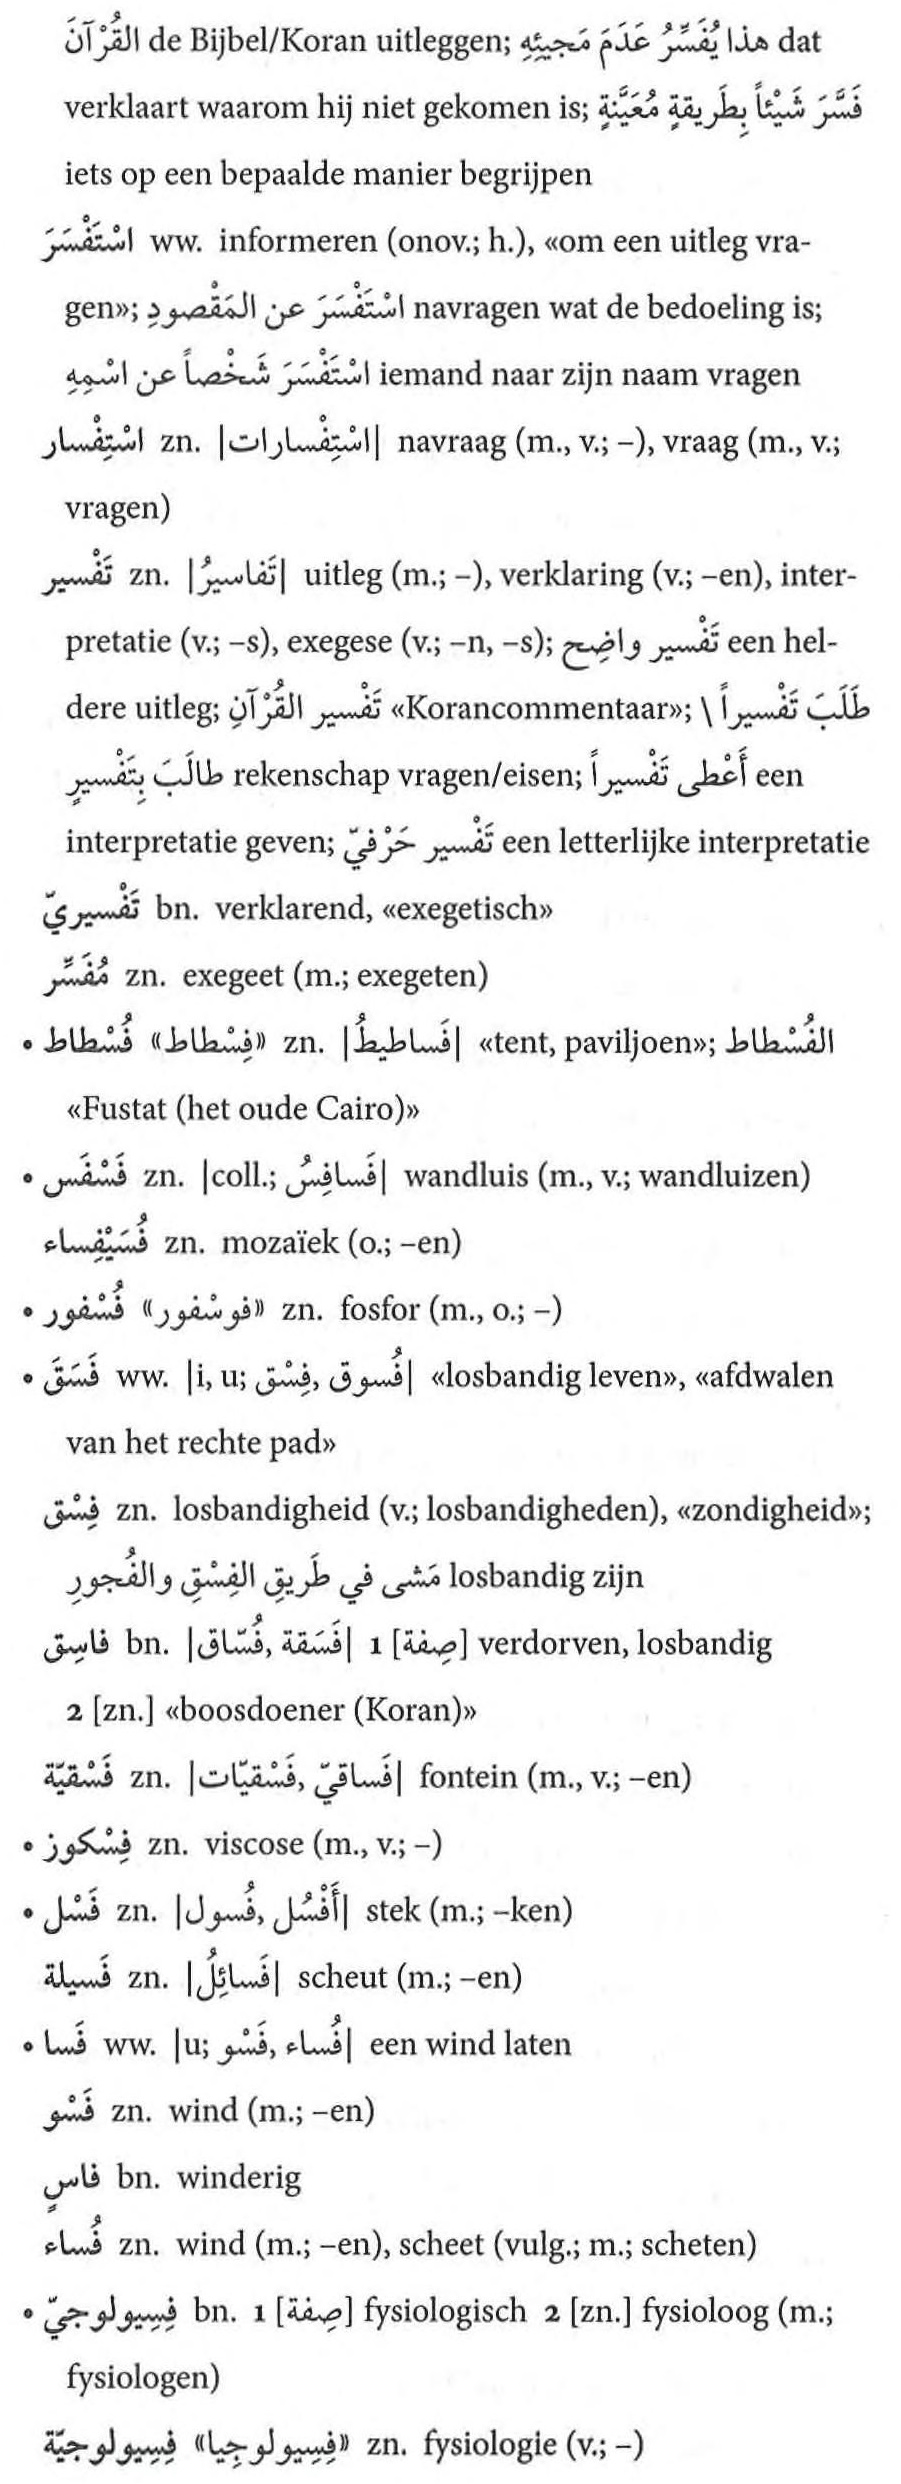 القُرْآنَ de Bijbel/Koran uitleggen; هذا يُفَسِّرُ عَدَمَ مَجيئِهِ dat
verklaart waarom hij niet gekomen is; فَسَّرَ شَيْئاً بِطَريقةٍ مُعَيَّنةٍ
iets op een bepaalde manier begrijpen
اسْتَفْسَرَ ww. informeren (onov.; h.), «om een uitleg vra-
gen»; اسْتَفْسَرَ عن المَقْصودِ navragen wat de bedoeling is;
اسْتَفْسَرَ شَخْصاً عن اسْمِهِ iemand naar zijn naam vragen
اسْتِفْسار zn. |اسْتِفْسارات| navraag (m., v.; –), vraag (m., v.;
vragen)
تَفْسير zn. |تَفاسيرُ| uitleg (m.; –), verklaring (v.; –en), inter-
pretatie (v.; –s), exegese (v.; –n, –s); تَفْسير واضِح een hel-
dere uitleg; تَفْسير القُرْآنِ «Korancommentaar»; \ طَلَبَ تَفْسيراً
طالَبَ بِتَفْسيرٍ rekenschap vragen/eisen; أَعْطى تَفْسيراً een
interpretatie geven; تَفْسير حَرْفيّ een letterlijke interpretatie
تَفْسيريّ bn. verklarend, «exegetisch»
مُفَسِّر zn. exegeet (m.; exegeten)
• فُسْطاط «فِسْطاط» zn. |فَساطيطُ| «tent, paviljoen»; الفُسْطاط
«Fustat (het oude Cairo)»
• فَسْفَس zn. |coll.; فَسافِسُ| wandluis (m., v.; wandluizen)
فُسَيْفِساء zn. mozaïek (o.; –en)
• فُسْفور «فوسْفور» zn. fosfor (m., o.; –)
• فَسَقَ ww. |i, u; فِسْق, فُسوق| «losbandig leven», «afdwalen
van het rechte pad»
فِسْق zn. losbandigheid (v.; losbandigheden), «zondigheid»;
مَشى في طَريقِ الفِسْقِ والفُجورِ losbandig zijn
فاسِق bn. |فُسّاق, فَسَقة| 1 [صِفة] verdorven, losbandig
2 [zn.] «boosdoener (Koran)»
فَسْقيّة zn. |فَسْقيّات, فَساقيّ| fontein (m., v.; –en)
• فِسْكوز zn. viscose (m., v.; –)
• فَسْل zn. |فُسول, أَفْسُل| stek (m.; –ken)
فَسيلة zn. |فَسائِلُ| scheut (m.; –en)
• فَسا ww. |u; فَسْو, فُساء| een wind laten
فَسْو zn. wind (m.; –en)
فاسٍ bn. winderig
فُساء zn. wind (m.; –en), scheet (vulg.; m.; scheten)
• فِسِيولوجيّ bn. 1 [صِفة] fysiologisch 2 [zn.] fysioloog (m.;
fysiologen)
فِسِيولوجيّة «فِسِيولوجِيا» zn. fysiologie (v.; –)